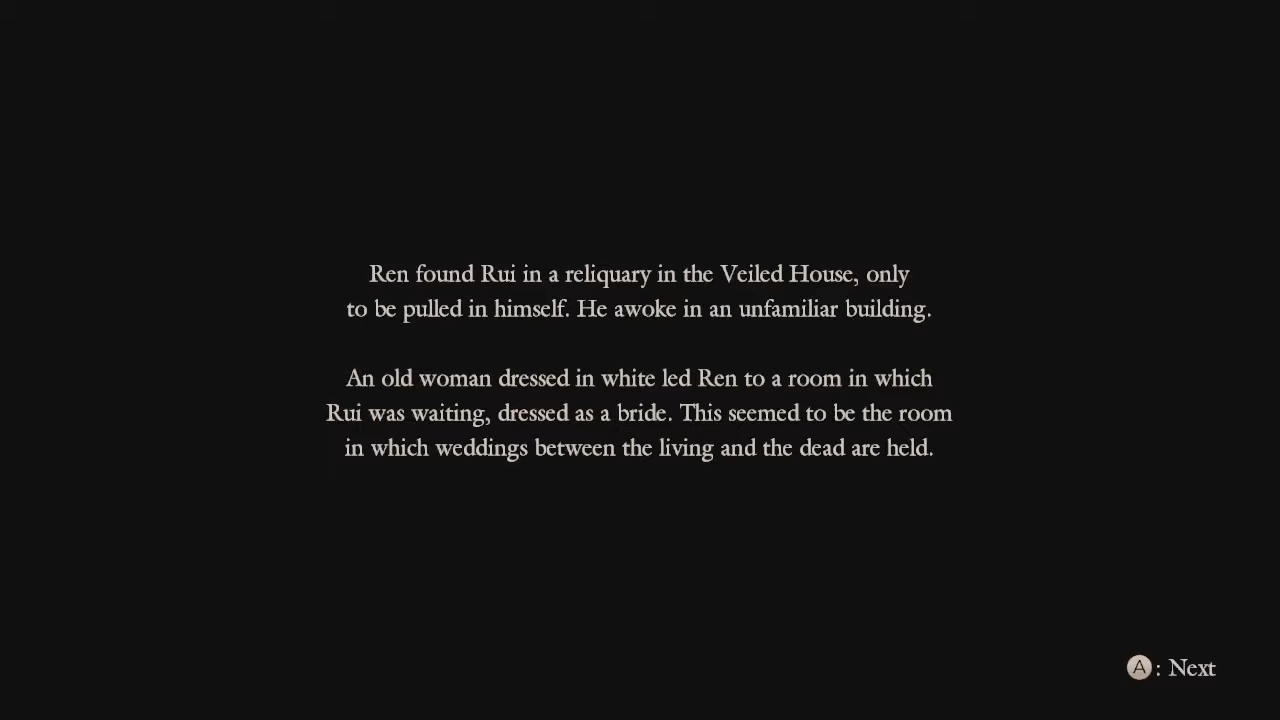 Ren found Rui in a reliquary in the Veiled House, only
to be pulled in himself. He awoke in an unfamiliar building.
An old woman dressed in white led Ren to a room in which
Rui was waiting, dressed as a bride. This seemed to be the room
in which weddings between the living and the dead are held.
A : Next